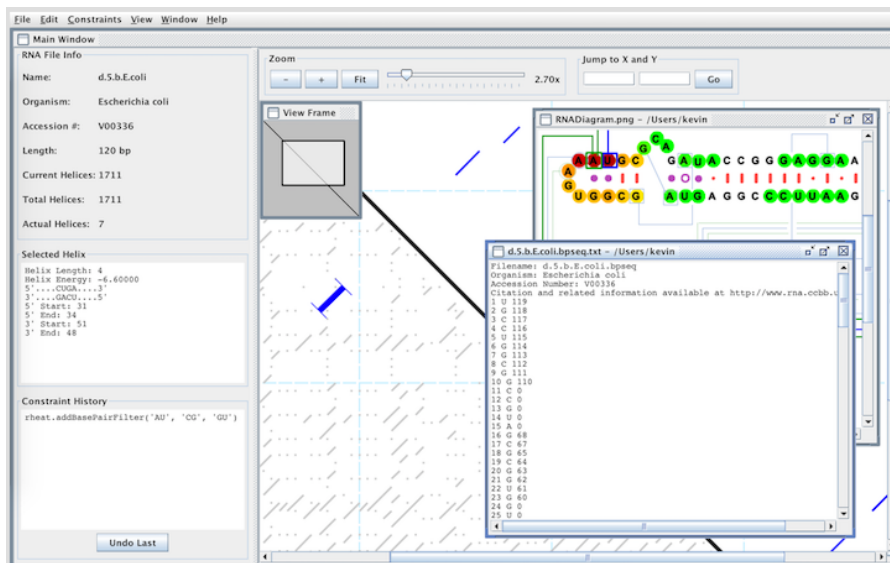 File Edit Constraints View Window Help
Main Window
RNA File Info
Name: d.5.b.E.coli
Organism: Escherichia coli
Accession #: V00336
Length: 120 bp
Current Helices: 1711
Total Helices: 1711
Actual Helices: 7
Selected Helix
Helix Length: 4
Helix Energy: -6.60000
5'....CUGA....3'
3'....GACU....5'
5' Start: 31
5' End: 34
3' Start: 51
3' End: 48
Constraint History
rheat.addBasePairFilter('AU', 'CG', 'GU')
Undo Last
Zoom
- + Fit 2.70x
Jump to X and Y
Go
View Frame
RNADiagram.png - /Users/kevin
C A
G G
A A U G C G A U A C C G G G A G G A A
A
G
U G G C G A U G G A G G C C C U U A A G
d.5.b.E.coli.bpseq.txt - /Users/kevin
Filename: d.5.b.E.coli.bpseq
Organism: Escherichia coli
Accession Number: V00336
Citation and related information available at http://www.rna.ccbb.u
1 U 119
2 G 118
3 C 117
4 C 116
5 U 115
6 G 114
7 G 113
8 C 112
9 G 111
10 G 110
11 C 0
12 C 0
13 G 0
14 U 0
15 A 0
16 G 68
17 C 67
18 G 65
19 C 64
20 G 63
21 G 62
22 U 61
23 G 60
24 G 0
25 U 0